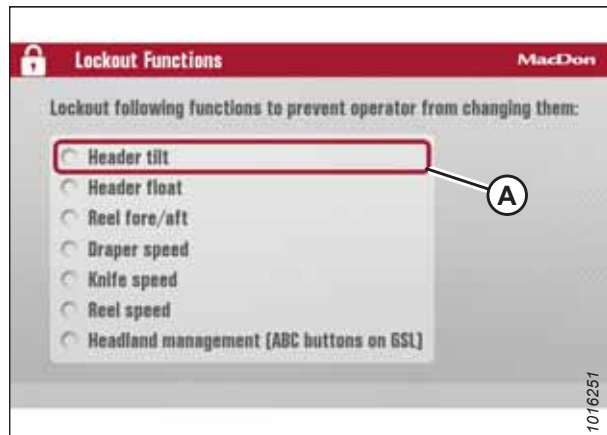 Lockout Functions MacDon
Lockout following functions to prevent operator from changing them:
Header tilt
A
Header float
Reel fore/aft
Draper speed
Knife speed
Reel speed
Headland management (ABC buttons on GSL)
1016251